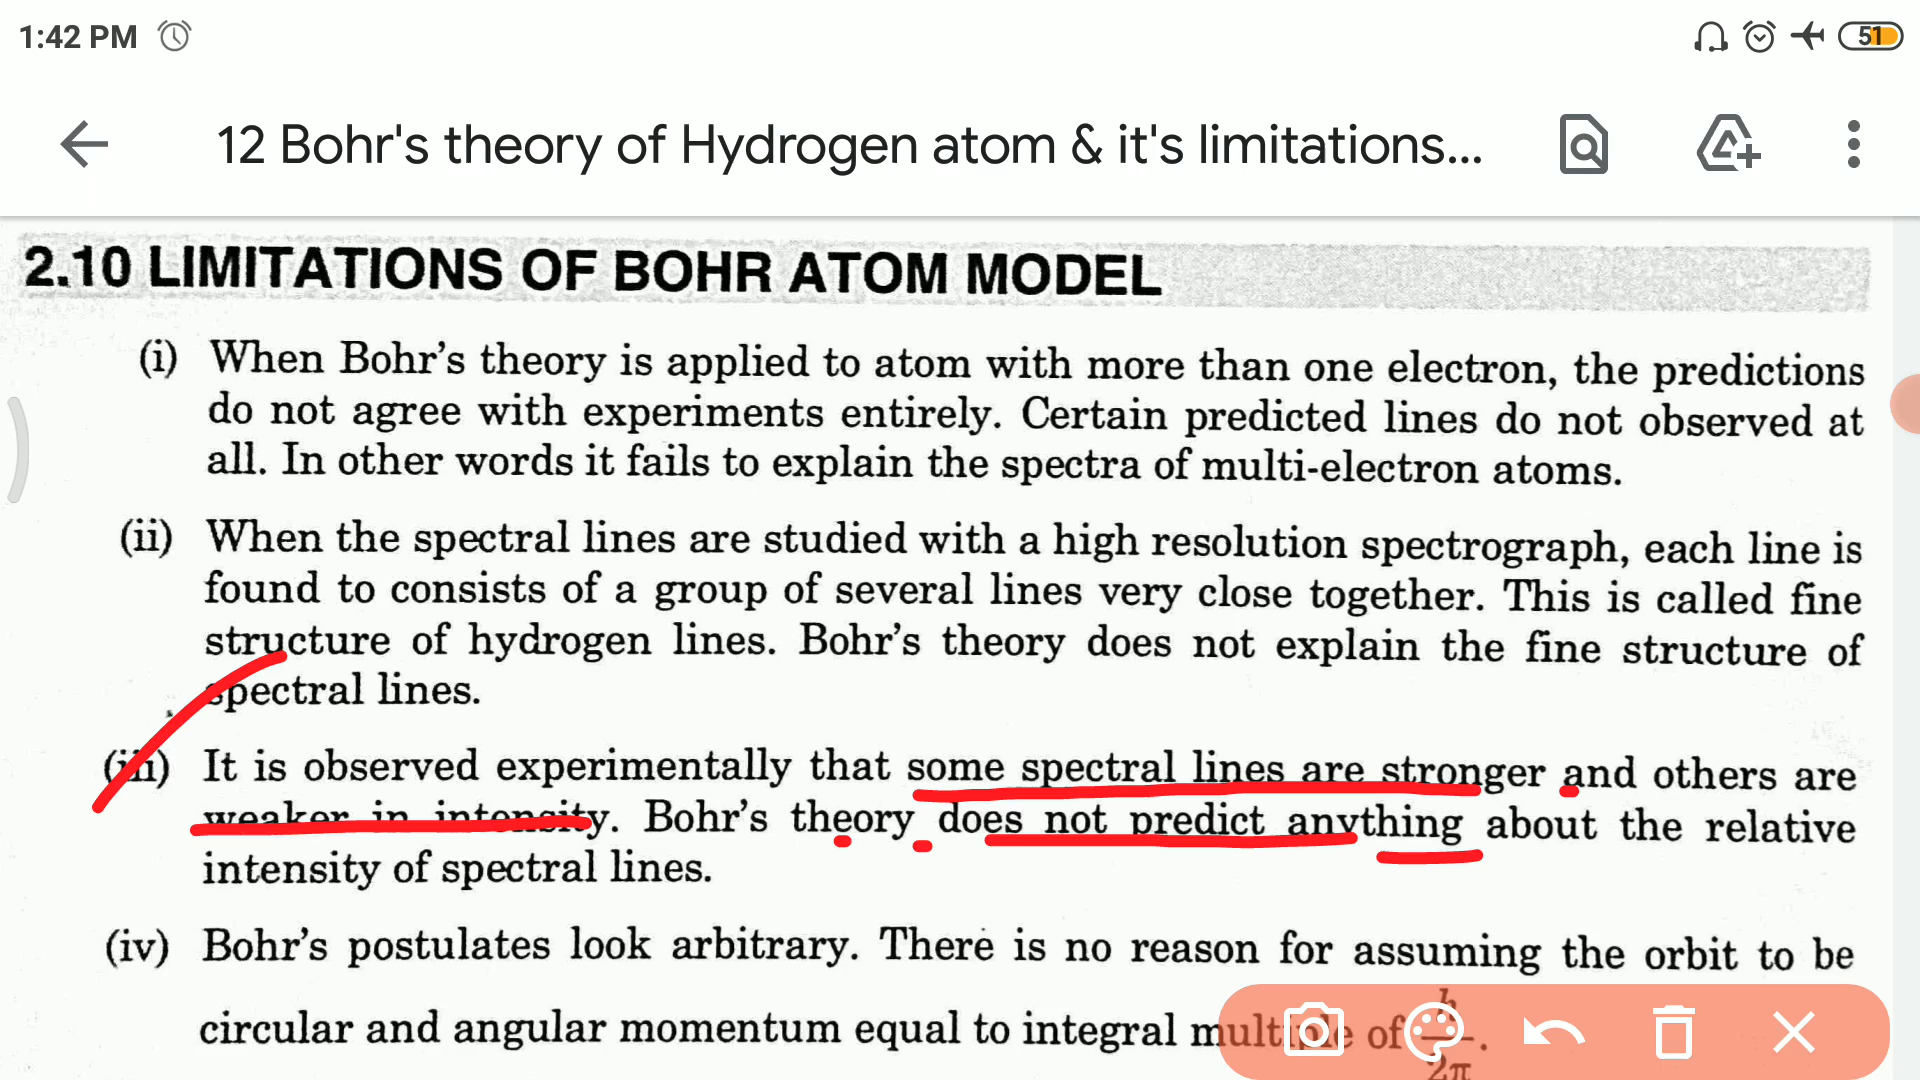 1:42 PM 51
12 Bohr's theory of Hydrogen atom & it's limitations...
2.10 LIMITATIONS OF BOHR ATOM MODEL
(i) When Bohr's theory is applied to atom with more than one electron, the predictions
do not agree with experiments entirely. Certain predicted lines do not observed at
all. In other words it fails to explain the spectra of multi-electron atoms.
(ii) When the spectral lines are studied with a high resolution spectrograph, each line is
found to consists of a group of several lines very close together. This is called fine
structure of hydrogen lines. Bohr's theory does not explain the fine structure of
spectral lines.
(iii) It is observed experimentally that some spectral lines are stronger and others are
weaker in intensity. Bohr's theory does not predict anything about the relative
intensity of spectral lines.
(iv) Bohr's postulates look arbitrary. There is no reason for assuming the orbit to be
circular and angular momentum equal to integral multiple of h/2π.